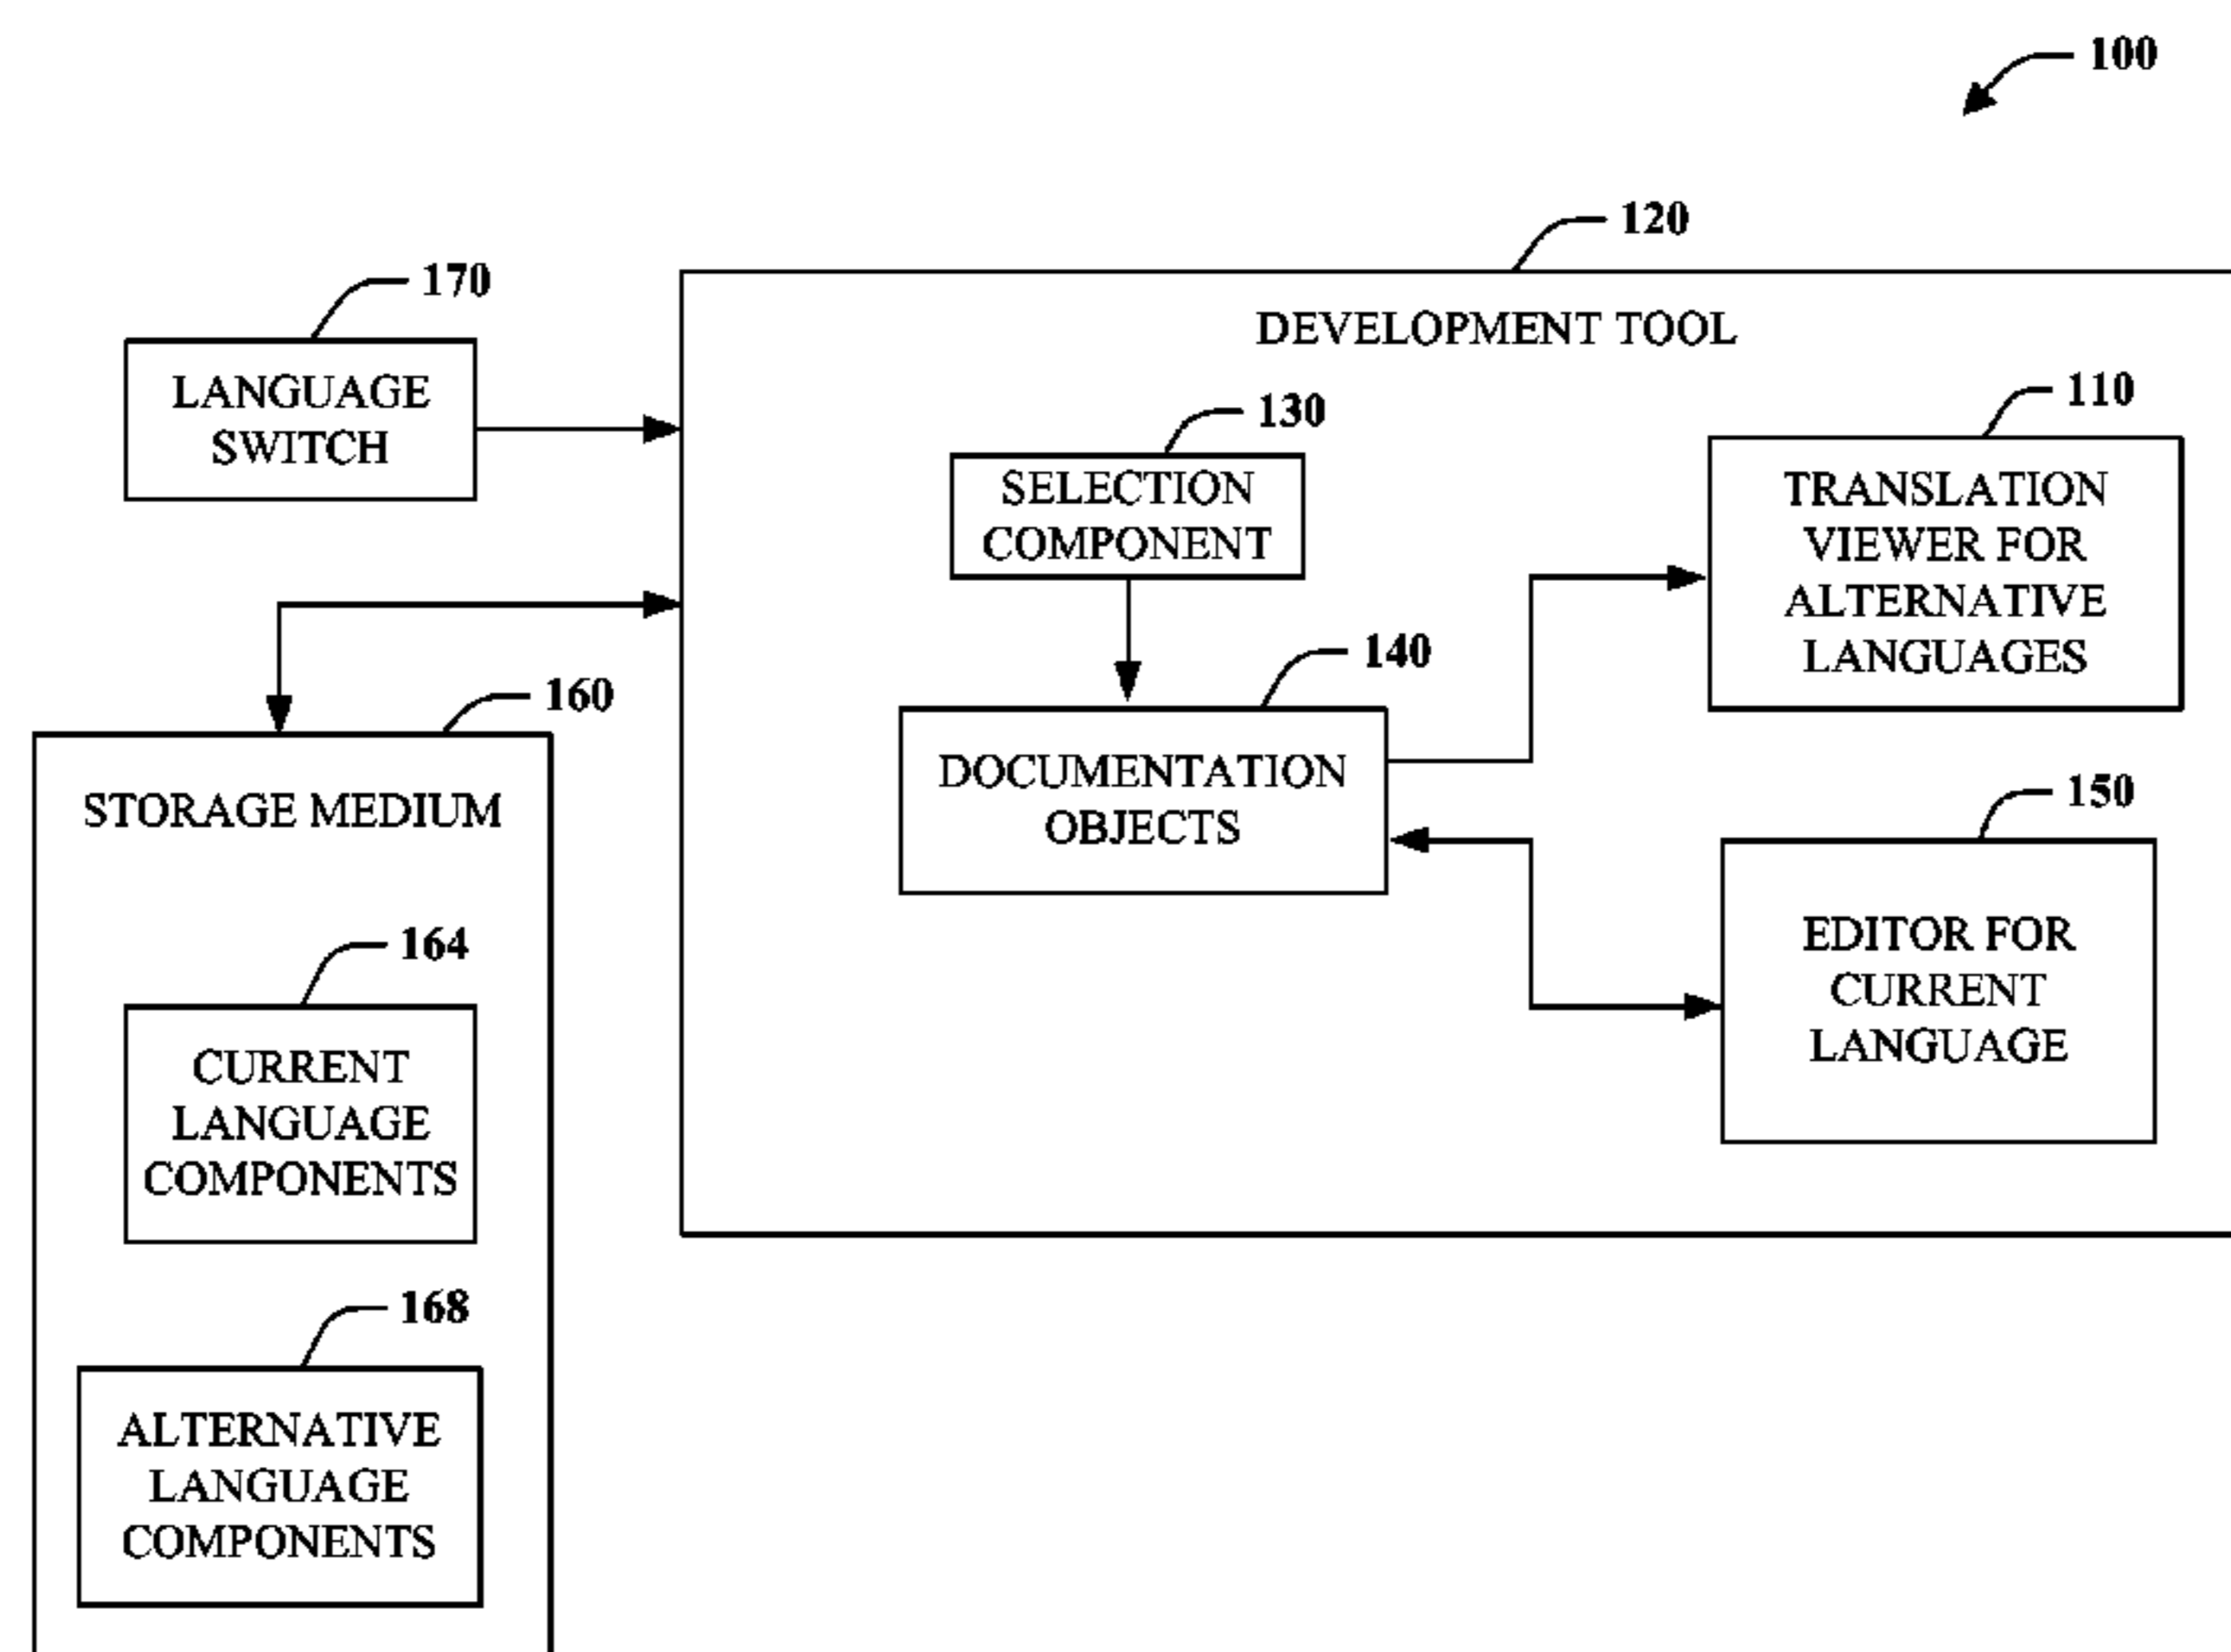 100
120
170
DEVELOPMENT TOOL
LANGUAGE
SWITCH
130
110
SELECTION
COMPONENT
TRANSLATION
VIEWER FOR
ALTERNATIVE
LANGUAGES
140
160
DOCUMENTATION
OBJECTS
150
STORAGE MEDIUM
EDITOR FOR
CURRENT
LANGUAGE
164
CURRENT
LANGUAGE
COMPONENTS
168
ALTERNATIVE
LANGUAGE
COMPONENTS